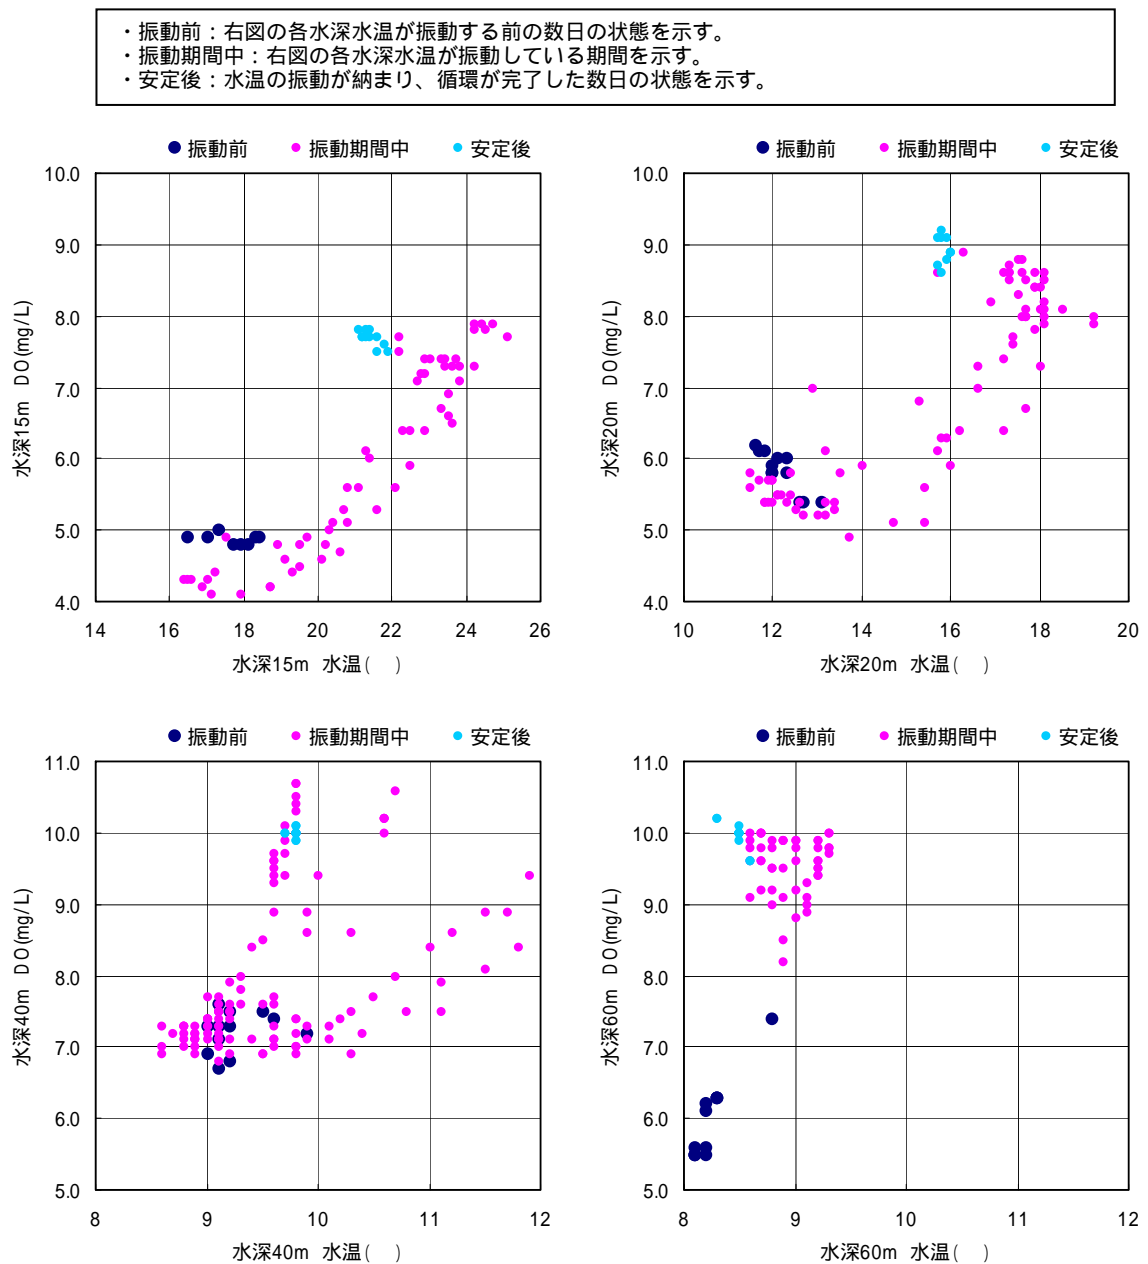 ・振動前：右図の各水深水温が振動する前の数日の状態を示す。
・振動期間中：右図の各水深水温が振動している期間を示す。
・安定後：水温の振動が納まり、循環が完了した数日の状態を示す。
振動前 振動期間中 安定後
10.0
9.0
8.0
7.0
6.0
5.0
4.0
水深15m DO(mg/L)
14 16 18 20 22 24 26
水深15m 水温( )
振動前 振動期間中 安定後
10.0
9.0
8.0
7.0
6.0
5.0
4.0
水深20m DO(mg/L)
10 12 14 16 18 20
水深20m 水温( )
振動前 振動期間中 安定後
11.0
10.0
9.0
8.0
7.0
6.0
5.0
水深40m DO(mg/L)
8 9 10 11 12
水深40m 水温( )
振動前 振動期間中 安定後
11.0
10.0
9.0
8.0
7.0
6.0
5.0
水深60m DO(mg/L)
8 9 10 11 12
水深60m 水温( )